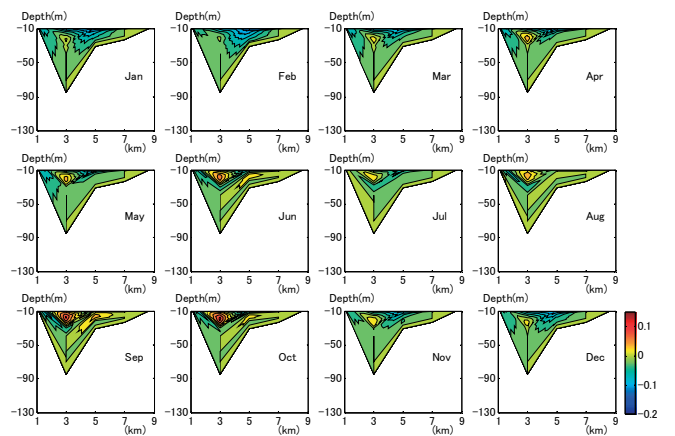 Depth(m) Depth(m) Depth(m) Depth(m)
−10 −10 −10 −10
−50 −50 −50 −50
Jan Feb Mar Apr
−90 −90 −90 −90
−130 −130 −130 −130
1 3 5 7 9 1 3 5 7 9 1 3 5 7 9 1 3 5 7 9
(km) (km) (km) (km)
Depth(m) Depth(m) Depth(m) Depth(m)
−10 −10 −10 −10
−50 −50 −50 −50
May Jun Jul Aug
−90 −90 −90 −90
−130 −130 −130 −130
1 3 5 7 9 1 3 5 7 9 1 3 5 7 9 1 3 5 7 9
(km) (km) (km) (km)
Depth(m) Depth(m) Depth(m) Depth(m)
−10 −10 −10 −10
−50 −50 −50 −50
Sep Oct Nov Dec
−90 −90 −90 −90
−130 −130 −130 −130
1 3 5 7 9 1 3 5 7 9 1 3 5 7 9 1 3 5 7 9
(km) (km) (km) (km)
0.1
0
−0.1
−0.2